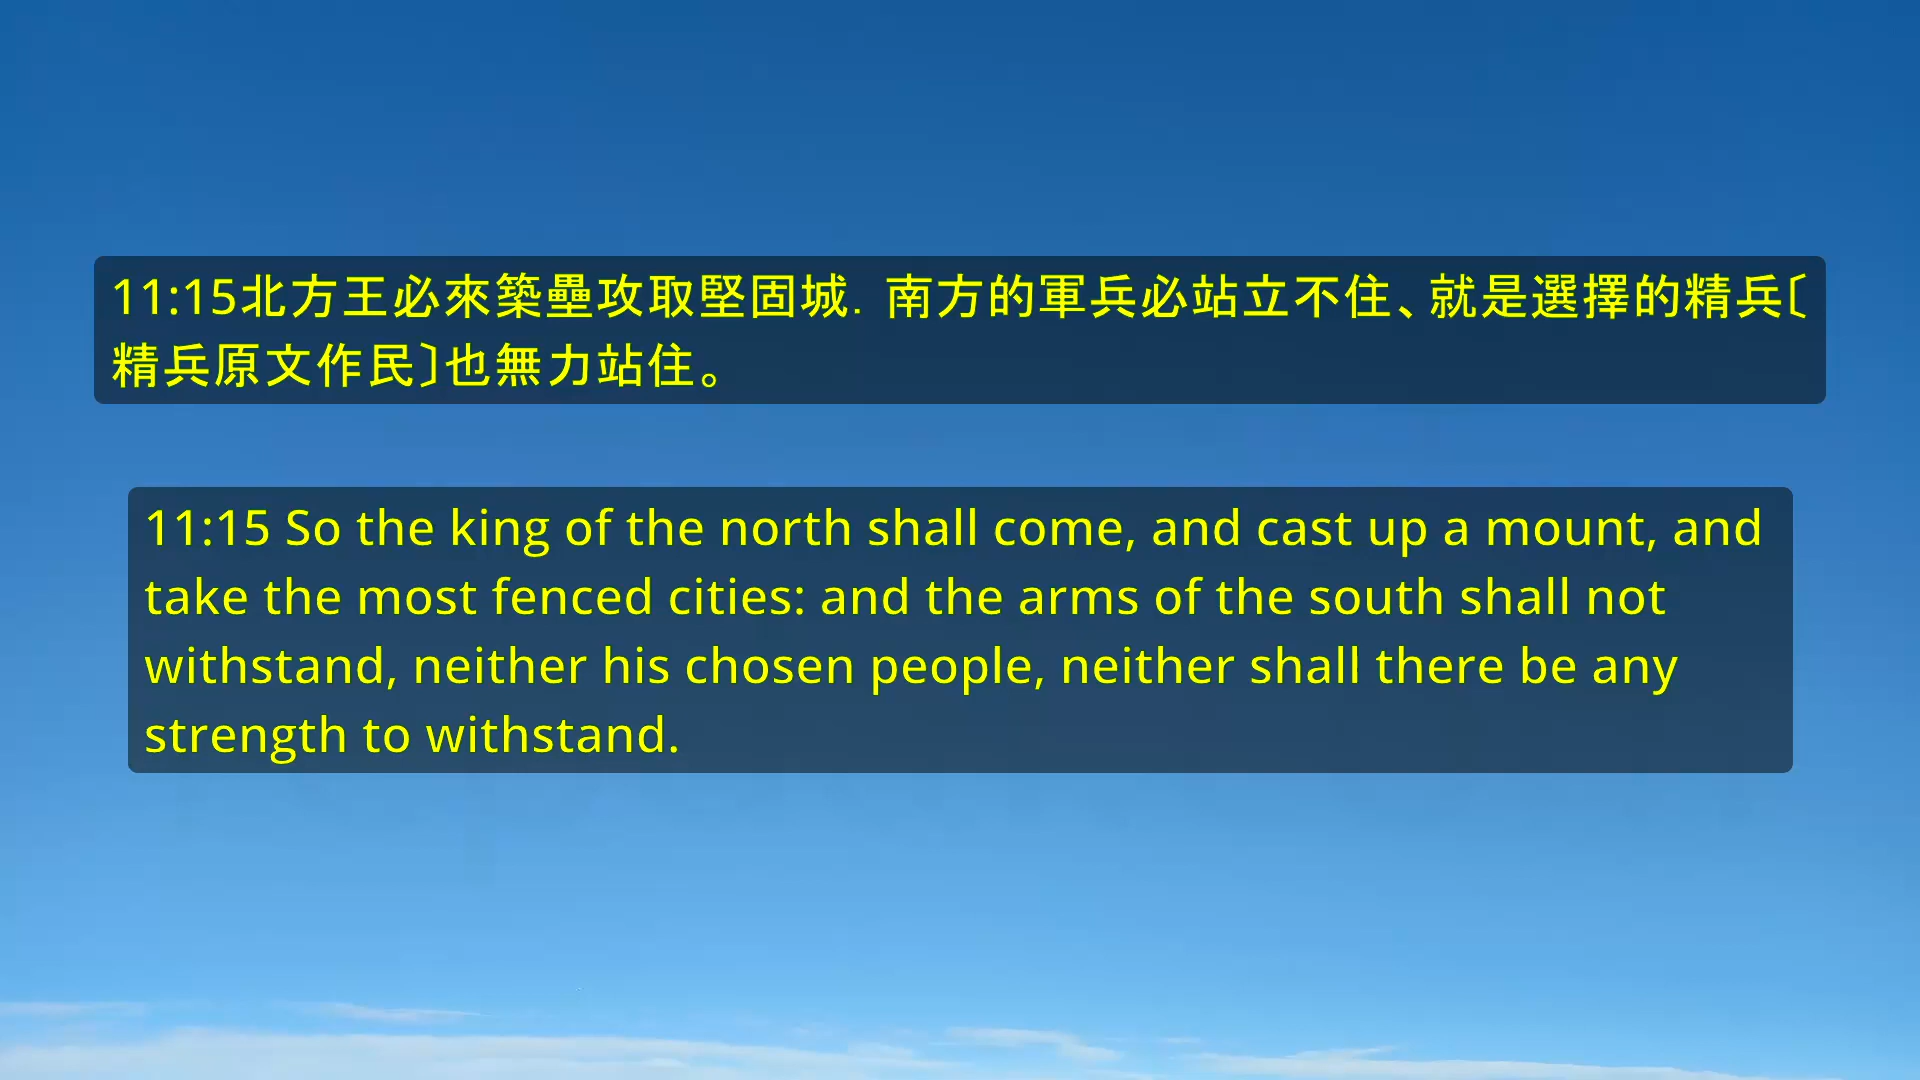 11:15北方王必來築壘攻取堅固城．南方的軍兵必站立不住、就是選擇的精兵〔
精兵原文作民〕也無力站住。
11:15 So the king of the north shall come, and cast up a mount, and
take the most fenced cities: and the arms of the south shall not
withstand, neither his chosen people, neither shall there be any
strength to withstand.